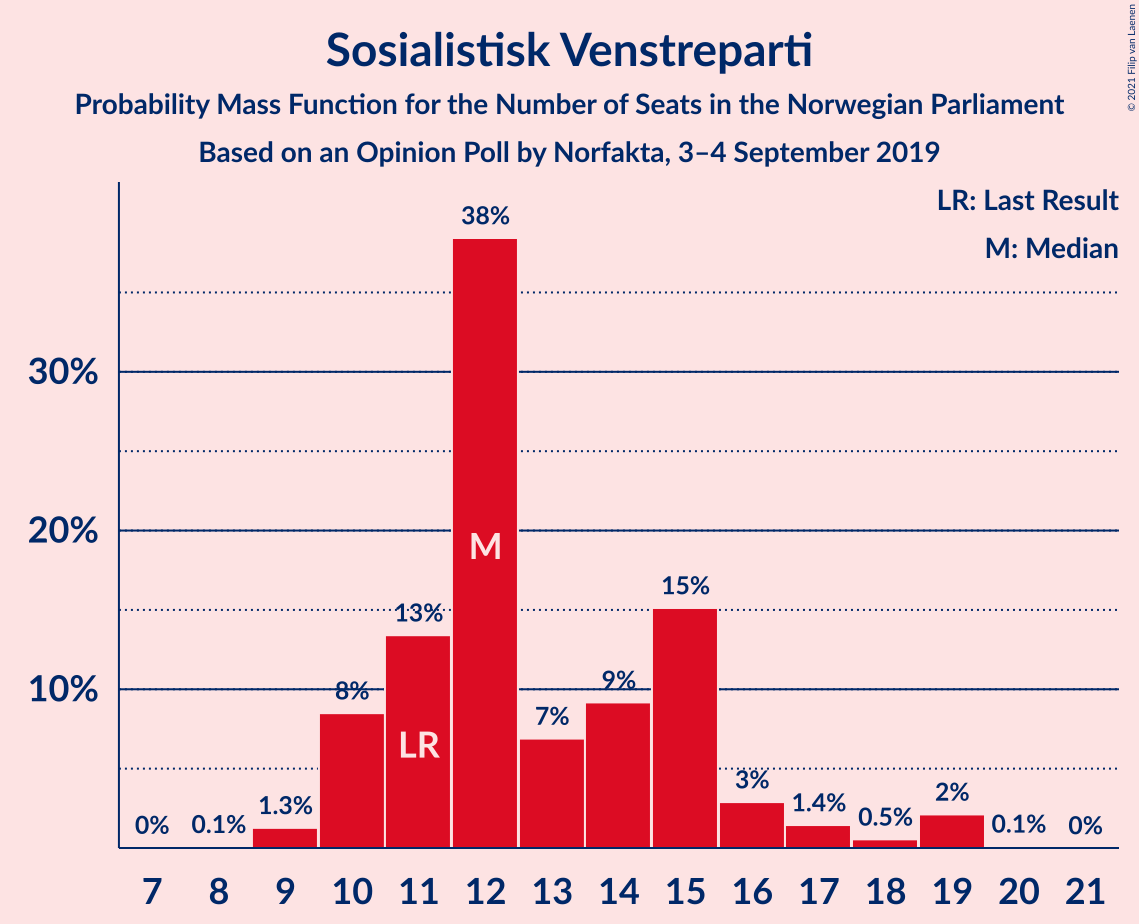 Sosialistisk Venstreparti
Probability Mass Function for the Number of Seats in the Norwegian Parliament
Based on an Opinion Poll by Norfakta, 3–4 September 2019
© 2021 Filip van Laenen
LR: Last Result
M: Median
30%
20%
10%
0%
0.1%
1.3%
8%
13%
38%
7%
9%
15%
3%
1.4%
0.5%
2%
0.1%
0%
LR
M
7 8 9 10 11 12 13 14 15 16 17 18 19 20 21